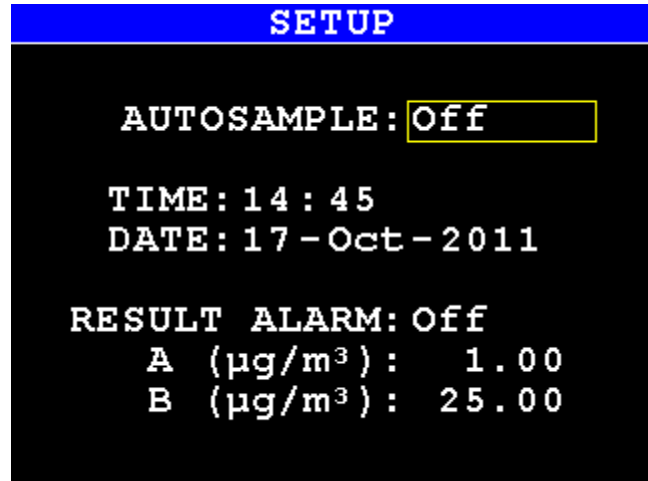 SETUP
AUTOSAMPLE: Off
TIME: 14:45
DATE: 17-Oct-2011
RESULT ALARM: Off
A (µg/m³): 1.00
B (µg/m³): 25.00